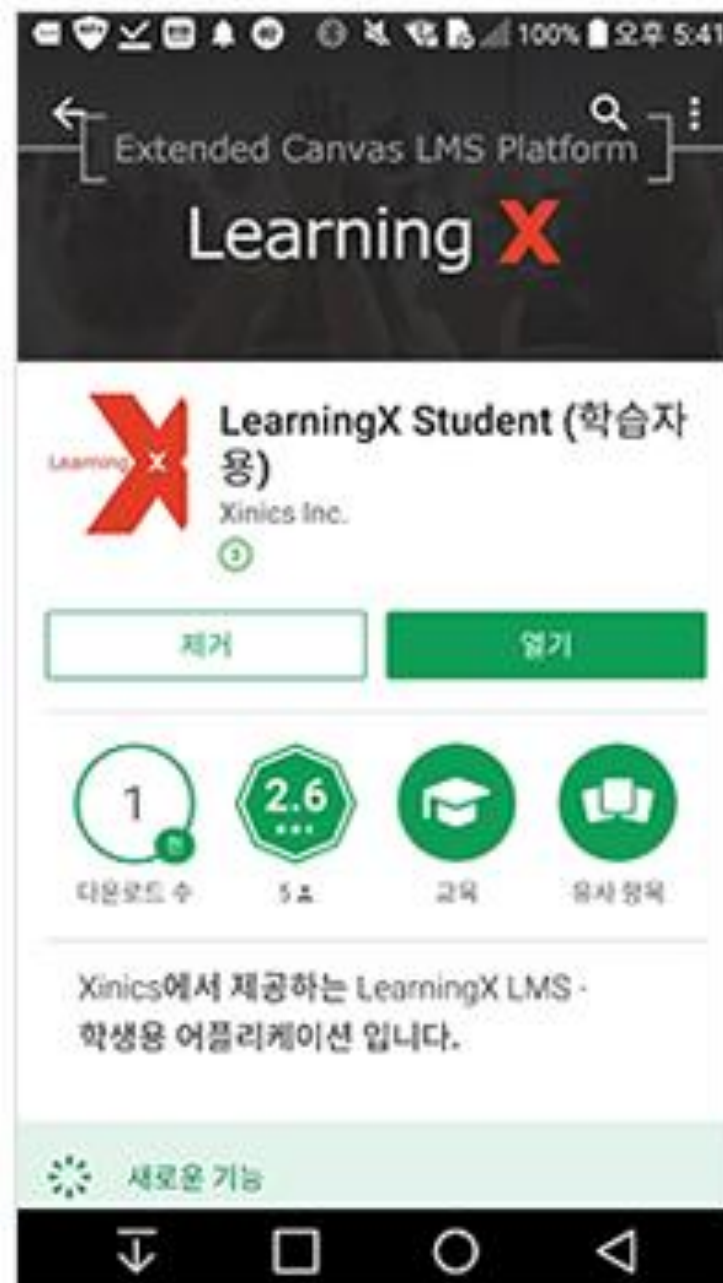 100% 오후 5:41
Extended Canvas LMS Platform
Learning X
Learning X
LearningX Student (학습자
용)
Xinics Inc.
3
제거
열기
1
천
2.6
다운로드 수
5
교육
유사 항목
Xinics에서 제공하는 LearningX LMS -
학생용 어플리케이션 입니다.
새로운 기능